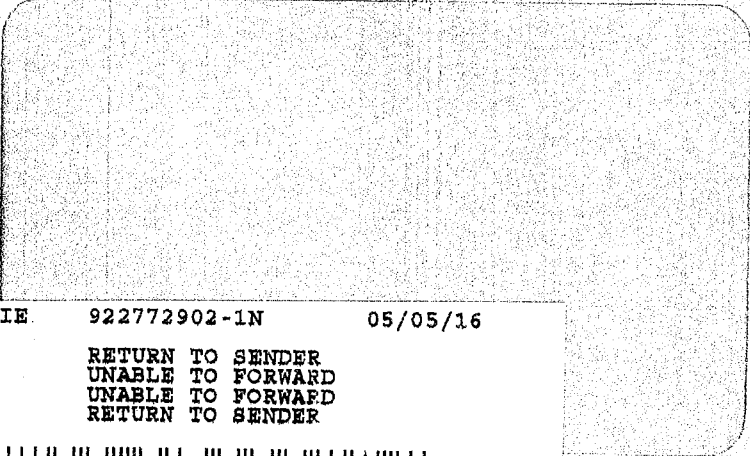 IE 922772902-1N 05/05/16
RETURN TO SENDER
UNABLE TO FORWARD
UNABLE TO FORWARD
RETURN TO SENDER